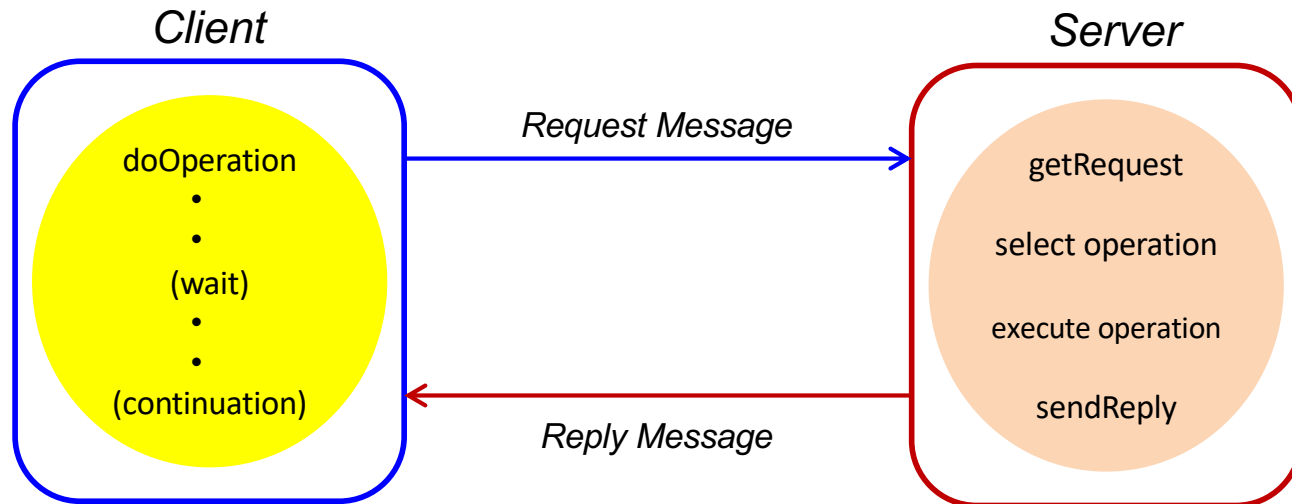 Client
Server
Request Message
doOperation
•
•
(wait)
•
•
(continuation)
getRequest
select operation
execute operation
sendReply
Reply Message